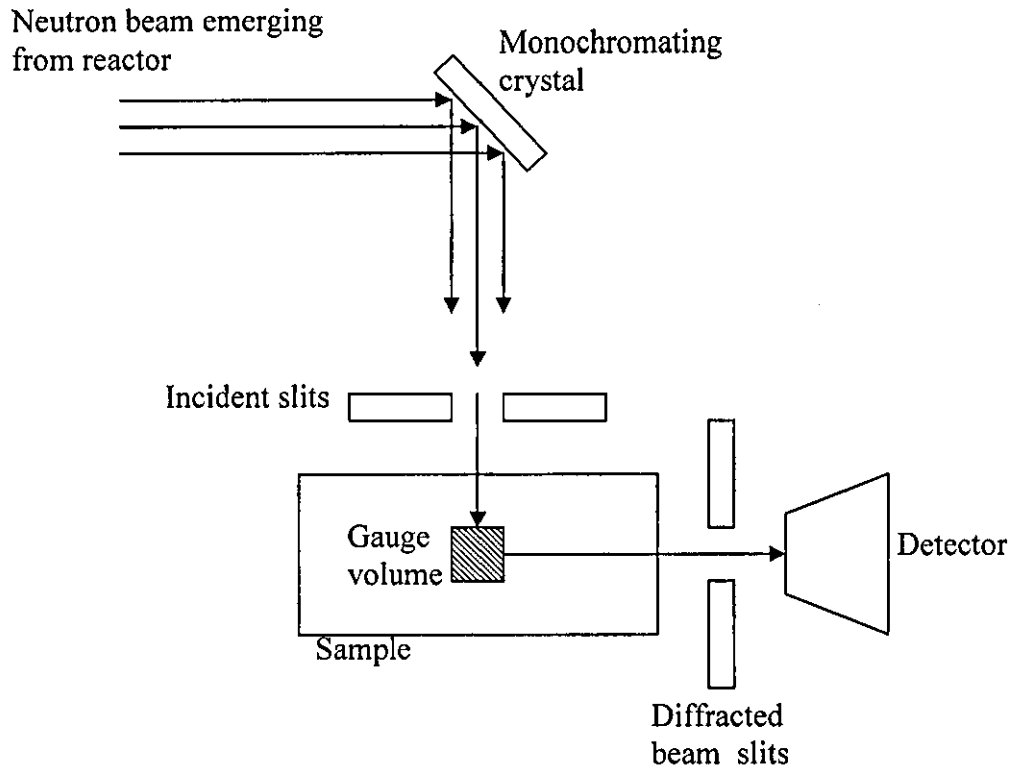 Neutron beam emerging
from reactor
Monochromating
crystal
Incident slits
Gauge
volume
Detector
Sample
Diffracted
beam slits